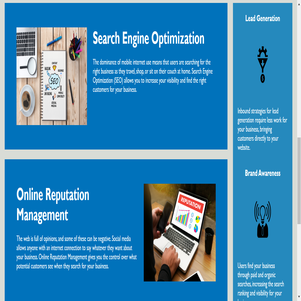 Search Engine Optimization
The dominance of mobile internet use means that users are searching for the
right business as they travel, shop, or sit on their couch at home. Search Engine
Optimization (SEO) allows you to increase your visibility and find the right
customers for your business.
Online Reputation
Management
The web is full of opinions, and some of these can be negative. Social media
allows anyone with an internet connection to say whatever they want about
your business. Online Reputation Management gives you the control over what
potential customers see when they search for your business.
SEO
REPUTATION
Lead Generation
Inbound strategies for lead
generation require less work for
your business, bringing
customers directly to your
website.
Brand Awareness
Users find your business
through paid and organic
searches, increasing the search
ranking and visibility for your